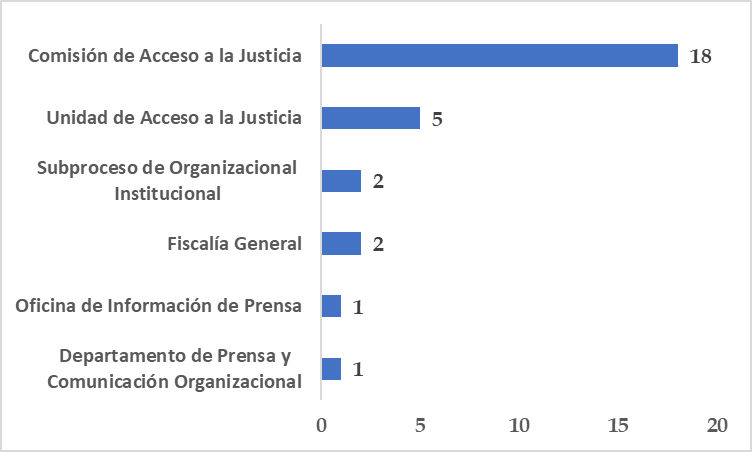 Comisión de Acceso a la Justicia 18
Unidad de Acceso a la Justicia 5
Subproceso de Organizacional
Institucional 2
Fiscalía General 2
Oficina de Información de Prensa 1
Departamento de Prensa y
Comunicación Organizacional 1
0 5 10 15 20